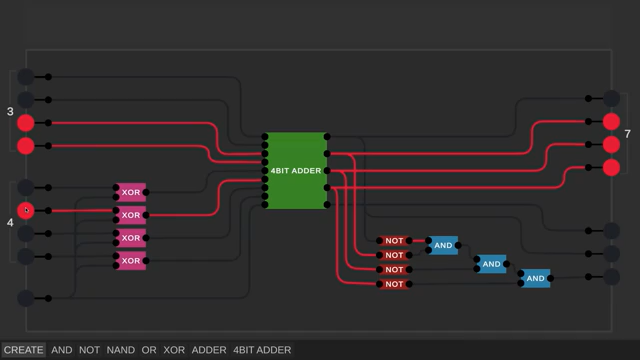 3
7
4BIT ADDER
XOR
XOR
4
XOR
XOR
NOT
AND
NOT
AND
NOT
AND
NOT
CREATE AND NOT NAND OR XOR ADDER 4BIT ADDER